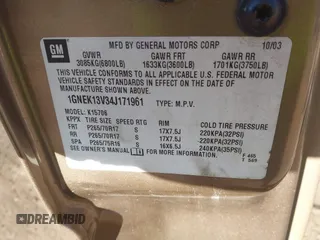 GM
MFD BY GENERAL MOTORS CORP 10/03
GVWR GAWR FR GAWR RR
3085KG(6800LB) 1633KG(3600LB) 1701KG(3750LB)
THIS VEHICLE CONFORMS TO ALL APPLICABLE U.S. FEDERAL MOTOR
VEHICLE SAFETY STANDARDS IN EFFECT ON THE DATE OF
MANUFACTURE SHOWN ABOVE.
1GNEK13V34J171961 TYPE: M.P.V.
MODEL: K15706
KPPK TIRE SIZE SPEED RTG RIM COLD TIRE PRESSURE
FRT P265/70R17 S 17X7.5J 220KPA(32PSI)
RR P265/70R17 S 17X7.5J 220KPA(32PSI)
SPA P265/75R16 S 16X6.5J 240KPA(35PSI)
SEE OWNER'S MANUAL FOR MORE INFORMATION.
DREAMBID